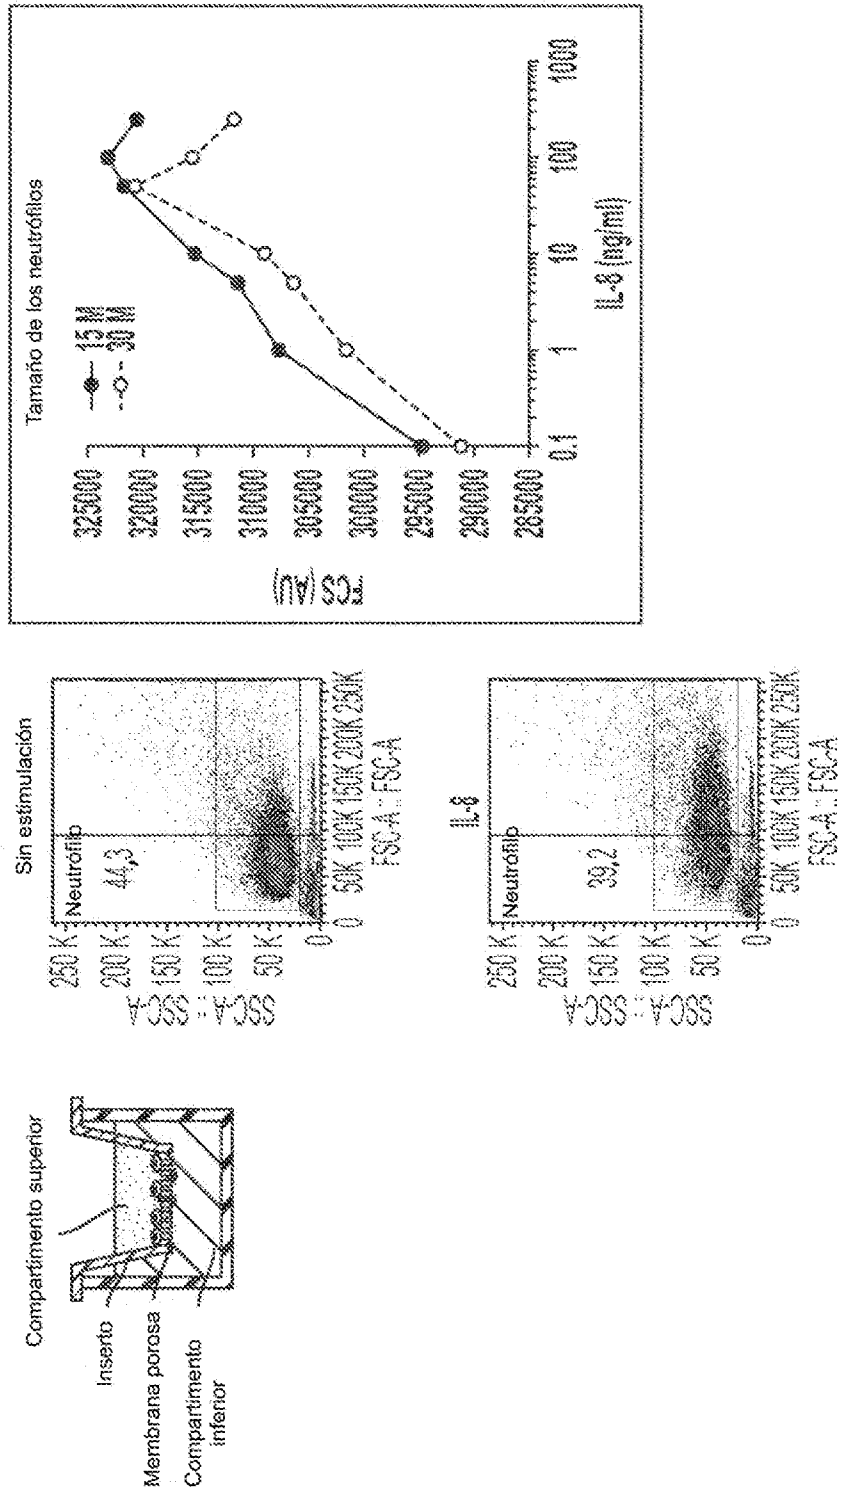 Compartimento superior
Inserto
Membrana porosa
Compartimento
inferior
Sin estimulación
250 K
200 K
150 K
100 K
50 K
0
SSC-A :: SSC-A
Neutrófilo
44,3
0 50K 100K 150K 200K 250K
FSC-A :: FSC-A
IL-8
250 K
200 K
150 K
100 K
50 K
0
SSC-A :: SSC-A
Neutrófilo
39,2
0 50K 100K 150K 200K 250K
FSC-A :: FSC-A
Tamaño de los neutrófilos
15 M
30 M
325000
320000
315000
310000
305000
300000
295000
290000
285000
FCS (AU)
0.1 1 10 100 1000
IL-8 (ng/ml)